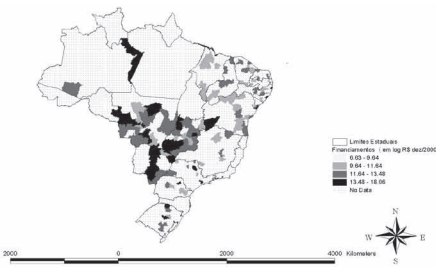 Limites Estaduais
Financiamentos ( em log R$ dez/2000
6.03 - 9.64
9.64 - 11.64
11.64 - 13.48
13.48 - 18.06
No Data
N
W E
S
2000 0 2000 4000 Kilometers